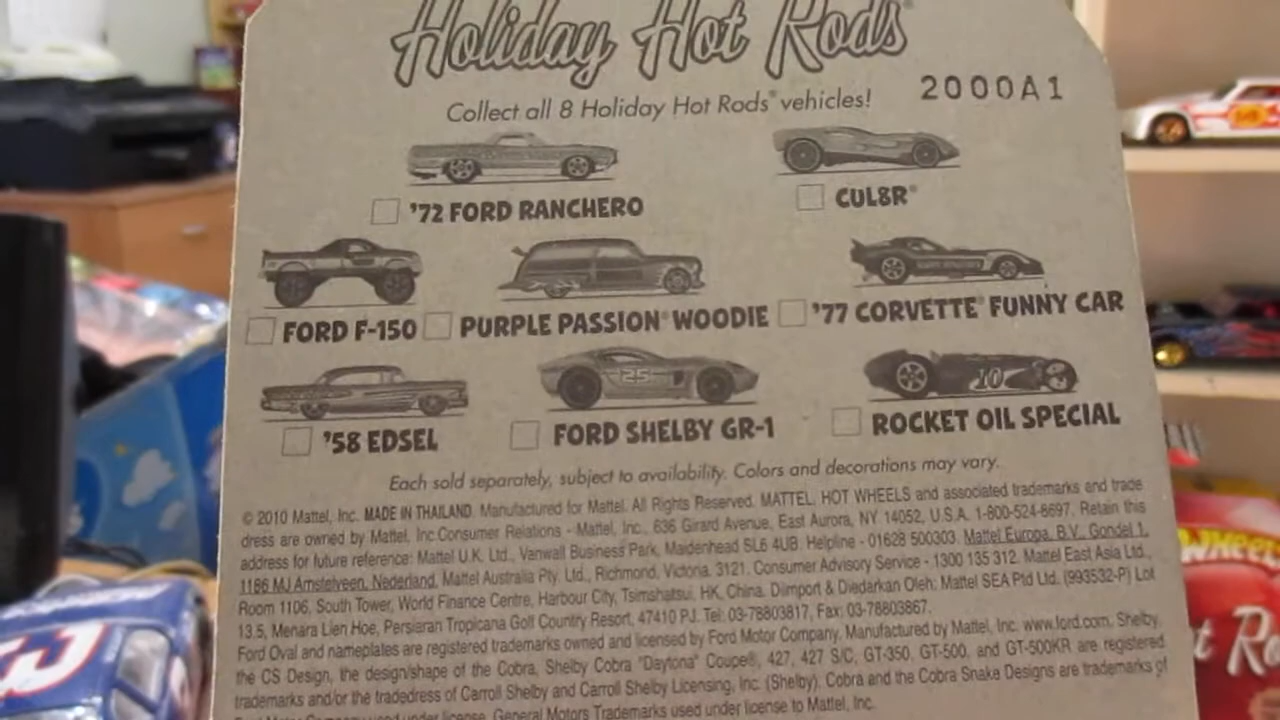 Holiday Hot Rods®
2000A1
Collect all 8 Holiday Hot Rods® vehicles!
'72 FORD RANCHERO
CUL8R®
FORD F-150
PURPLE PASSION® WOODIE
'77 CORVETTE® FUNNY CAR
25
10
'58 EDSEL
FORD SHELBY GR-1
ROCKET OIL SPECIAL
Each sold separately, subject to availability. Colors and decorations may vary.
© 2010 Mattel, Inc. MADE IN THAILAND. Manufactured for Mattel. All Rights Reserved. MATTEL, HOT WHEELS and associated trademarks and trade
dress are owned by Mattel, Inc.Consumer Relations - Mattel, Inc., 636 Girard Avenue, East Aurora, NY 14052, U.S.A. 1-800-524-8697. Retain this
address for future reference: Mattel U.K. Ltd., Vanwall Business Park, Maidenhead SL6 4UB. Helpline - 01628 500303. Mattel Europa, B.V., Gondel 1,
1186 MJ Amstelveen, Nederland. Mattel Australia Pty. Ltd., Richmond, Victoria. 3121. Consumer Advisory Service - 1300 135 312. Mattel East Asia Ltd.,
Room 1106, South Tower, World Finance Centre, Harbour City, Tsimshatsui, HK, China. Diimport & Diedarkan Oleh: Mattel SEA Ptd Ltd. (993532-P) Lot
13.5, Menara Lien Hoe, Persiaran Tropicana Golf Country Resort, 47410 PJ. Tel: 03-78803817, Fax: 03-78803867.
Ford Oval and nameplates are registered trademarks owned and licensed by Ford Motor Company. Manufactured by Mattel, Inc. www.ford.com. Shelby,
the CS Design, the design/shape of the Cobra, Shelby Cobra "Daytona" Coupe®, 427, 427 S/C, GT-350, GT-500, and GT-500KR are registered
trademarks and/or the tradedress of Carroll Shelby and Carroll Shelby Licensing, Inc. (Shelby). Cobra and the Cobra Snake Designs are trademarks of
used under license. General Motors Trademarks used under license to Mattel, Inc.
WHEELS